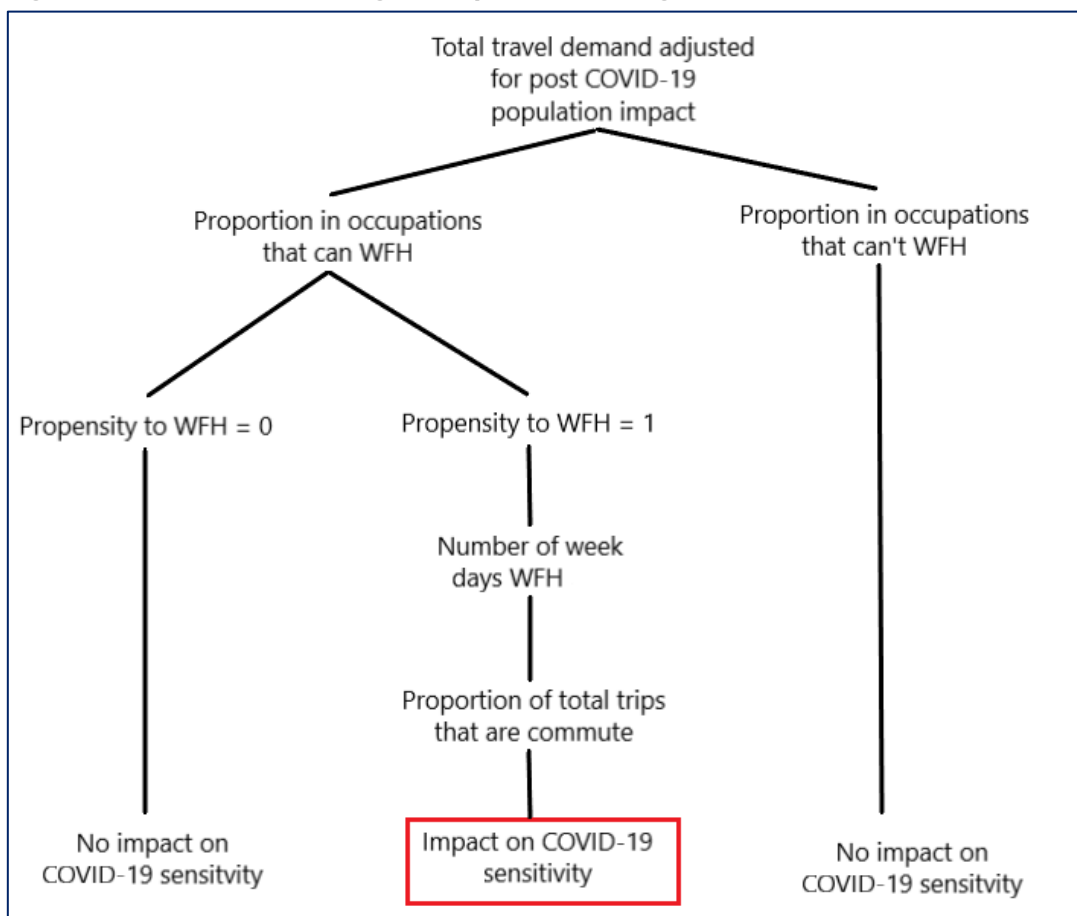 Total travel demand adjusted
for post COVID-19
population impact
Proportion in occupations
that can WFH
Proportion in occupations
that can't WFH
Propensity to WFH = 0
Propensity to WFH = 1
Number of week
days WFH
Proportion of total trips
that are commute
No impact on
COVID-19 sensitvity
Impact on COVID-19
sensitivity
No impact on
COVID-19 sensitvity